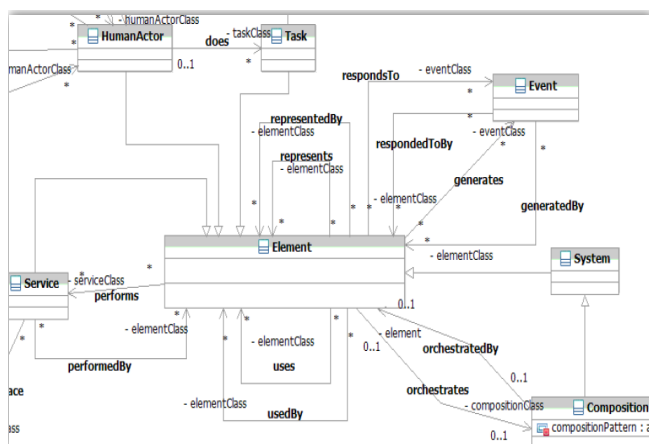 - humanActorClass
HumanActor
does
- taskClass
Task
*
*
*
0..1
*
umanActorClass
*
respondsTo
- eventClass
*
Event
representedBy
- elementClass
respondedToBy
*
- eventClass
*
*
represents
- elementClass
generates
- elementClass
generatedBy
*
*
*
*
*
*
*
*
Element
- elementClass
System
Service
- serviceClass
*
*
performs
*
*
- elementClass
*
*
- elementClass
*
*
0..1
- element
0..1
orchestratedBy
performedBy
uses
ace
orchestrates
0..1
- elementClass
usedBy
- compositionClass
0..1
Composition
compositionPattern : a